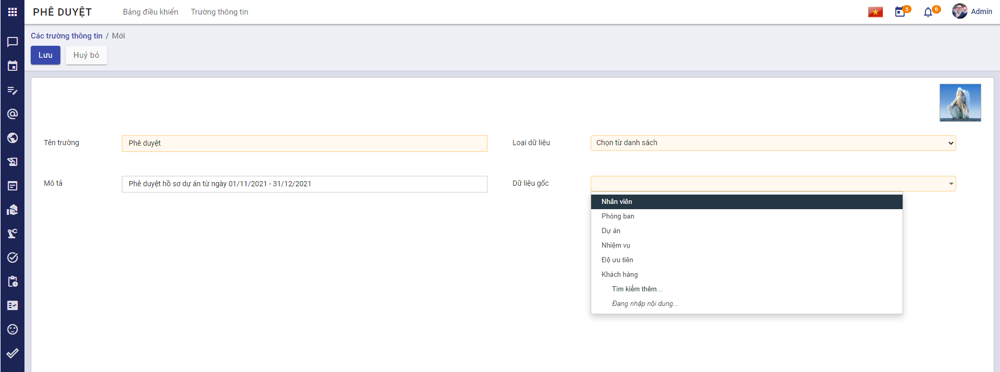 PHÊ DUYỆT
Bảng điều khiển
Trường thông tin
5
6
Admin
Các trường thông tin / Mới
Lưu
Huỷ bỏ
Tên trường
Phê duyệt
Loại dữ liệu
Chọn từ danh sách
Mô tả
Phê duyệt hồ sơ dự án từ ngày 01/11/2021 - 31/12/2021
Dữ liệu gốc
Nhân viên
Phòng ban
Dự án
Nhiệm vụ
Độ ưu tiên
Khách hàng
Tìm kiếm thêm...
Đang nhập nội dung...